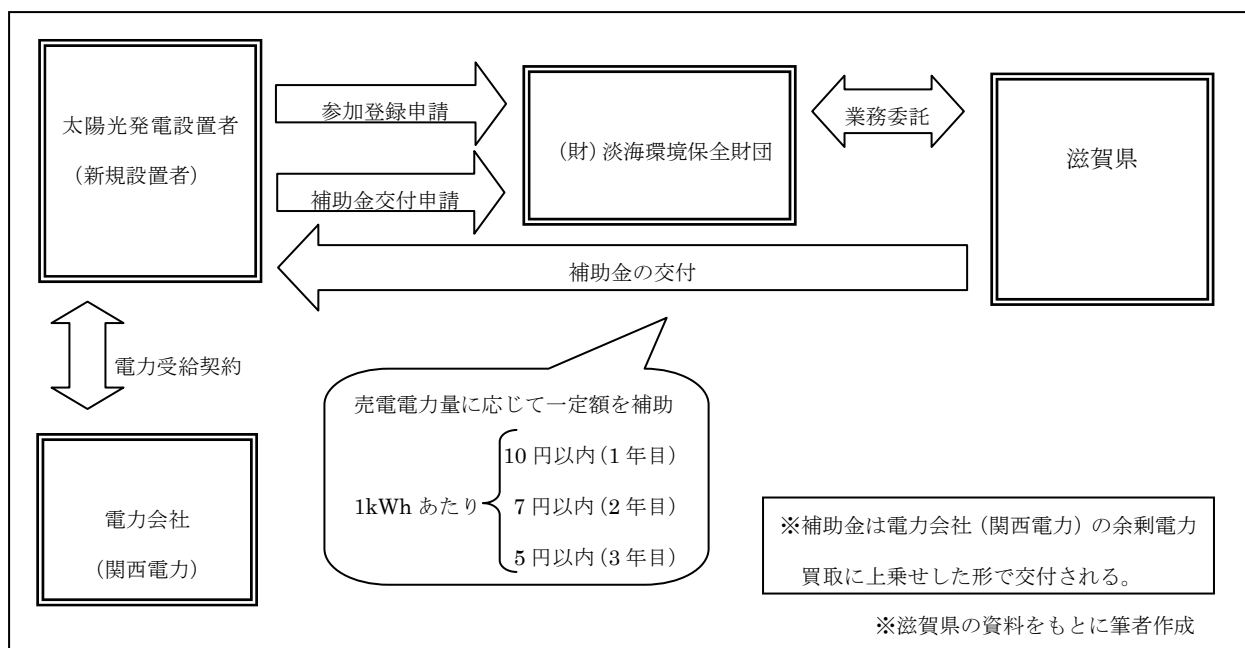 太陽光発電設置者
（新規設置者）
参加登録申請
補助金交付申請
（財）淡海環境保全財団
業務委託
滋賀県
補助金の交付
電力受給契約
電力会社
（関西電力）
売電電力量に応じて一定額を補助
1kWh あたり
10 円以内（1 年目）
7 円以内（2 年目）
5 円以内（3 年目）
※補助金は電力会社（関西電力）の余剰電力
買取に上乗せした形で交付される。
※滋賀県の資料をもとに筆者作成